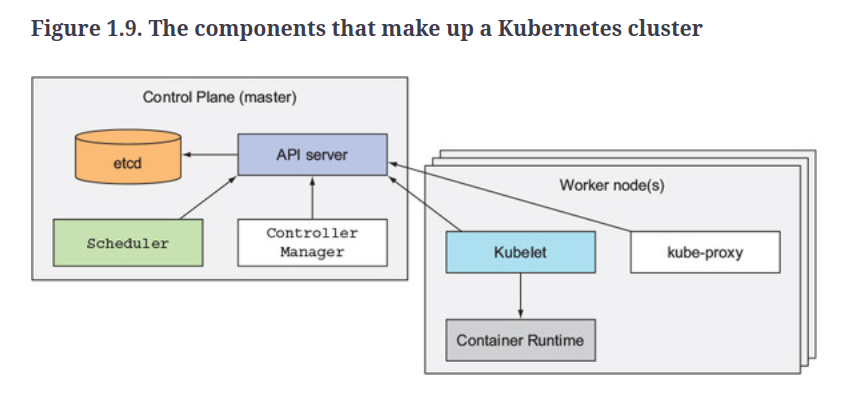 Figure 1.9. The components that make up a Kubernetes cluster
Control Plane (master)
etcd
API server
Scheduler
Controller
Manager
Worker node(s)
Kubelet
kube-proxy
Container Runtime